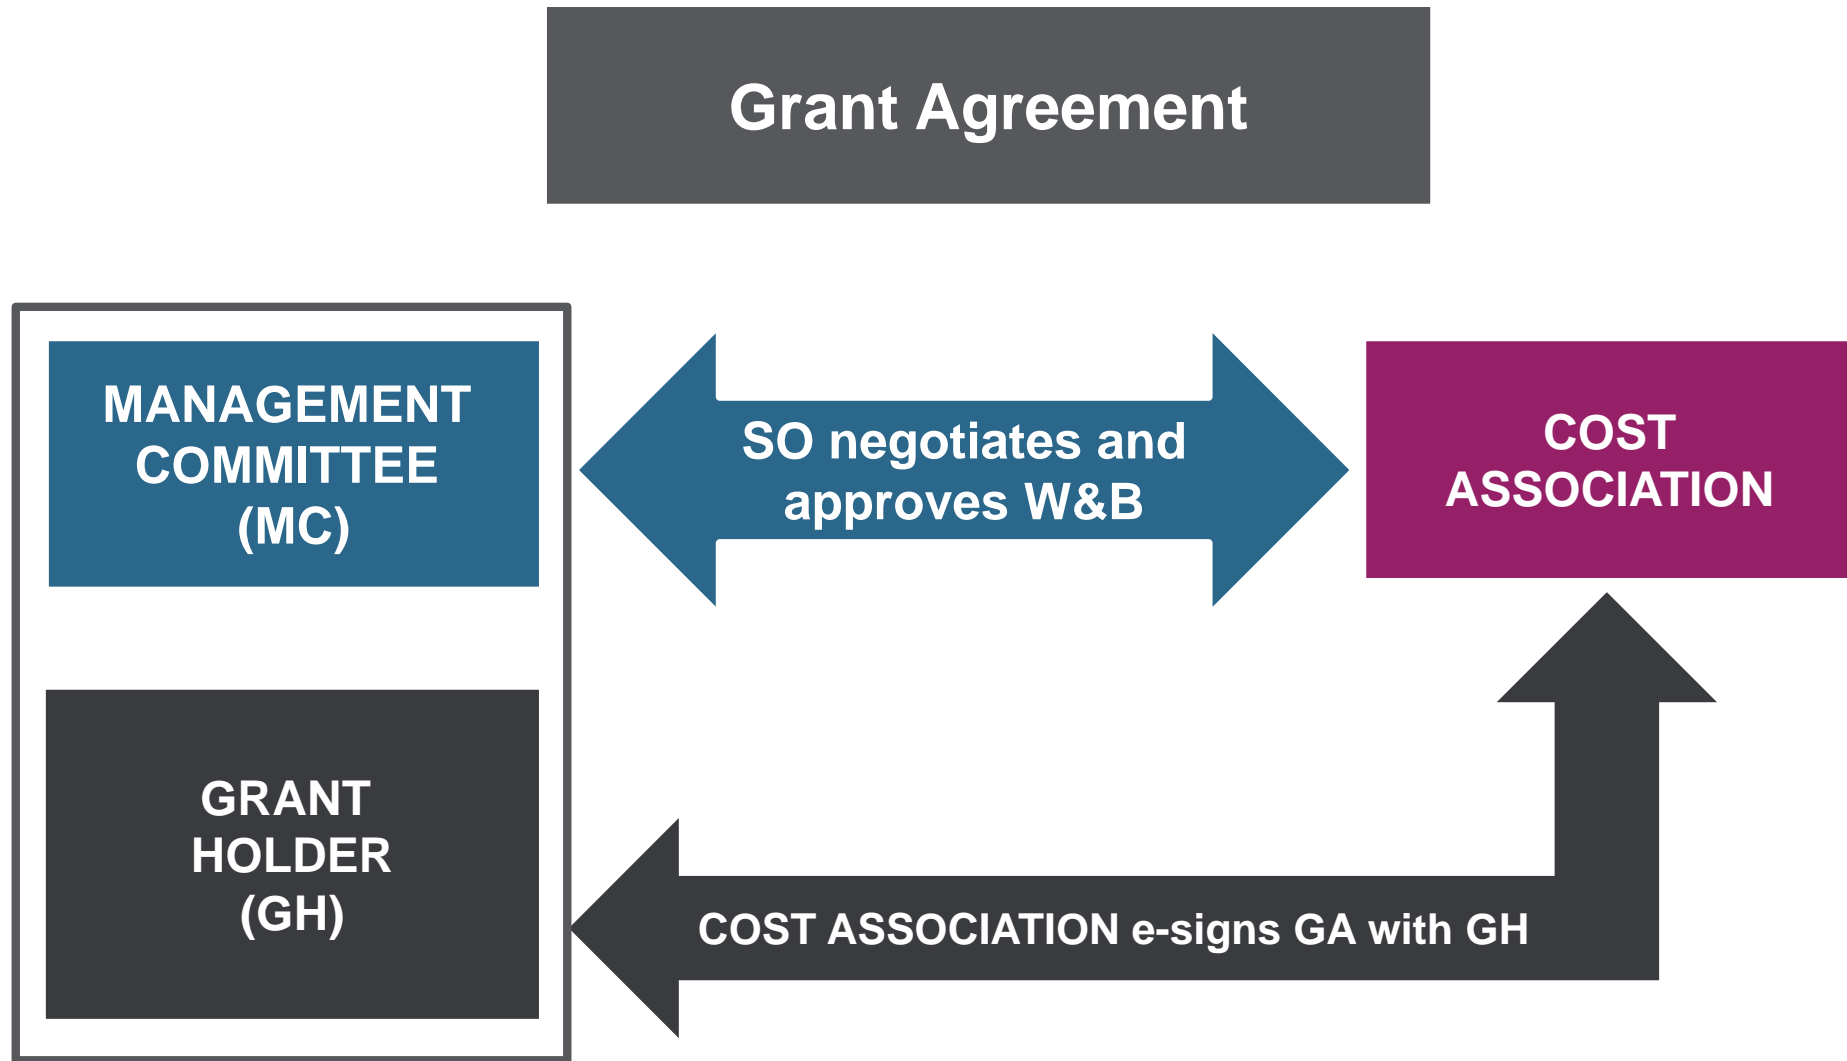 Grant Agreement
MANAGEMENT
COMMITTEE
(MC)
SO negotiates and
approves W&B
COST
ASSOCIATION
GRANT
HOLDER
(GH)
COST ASSOCIATION e-signs GA with GH